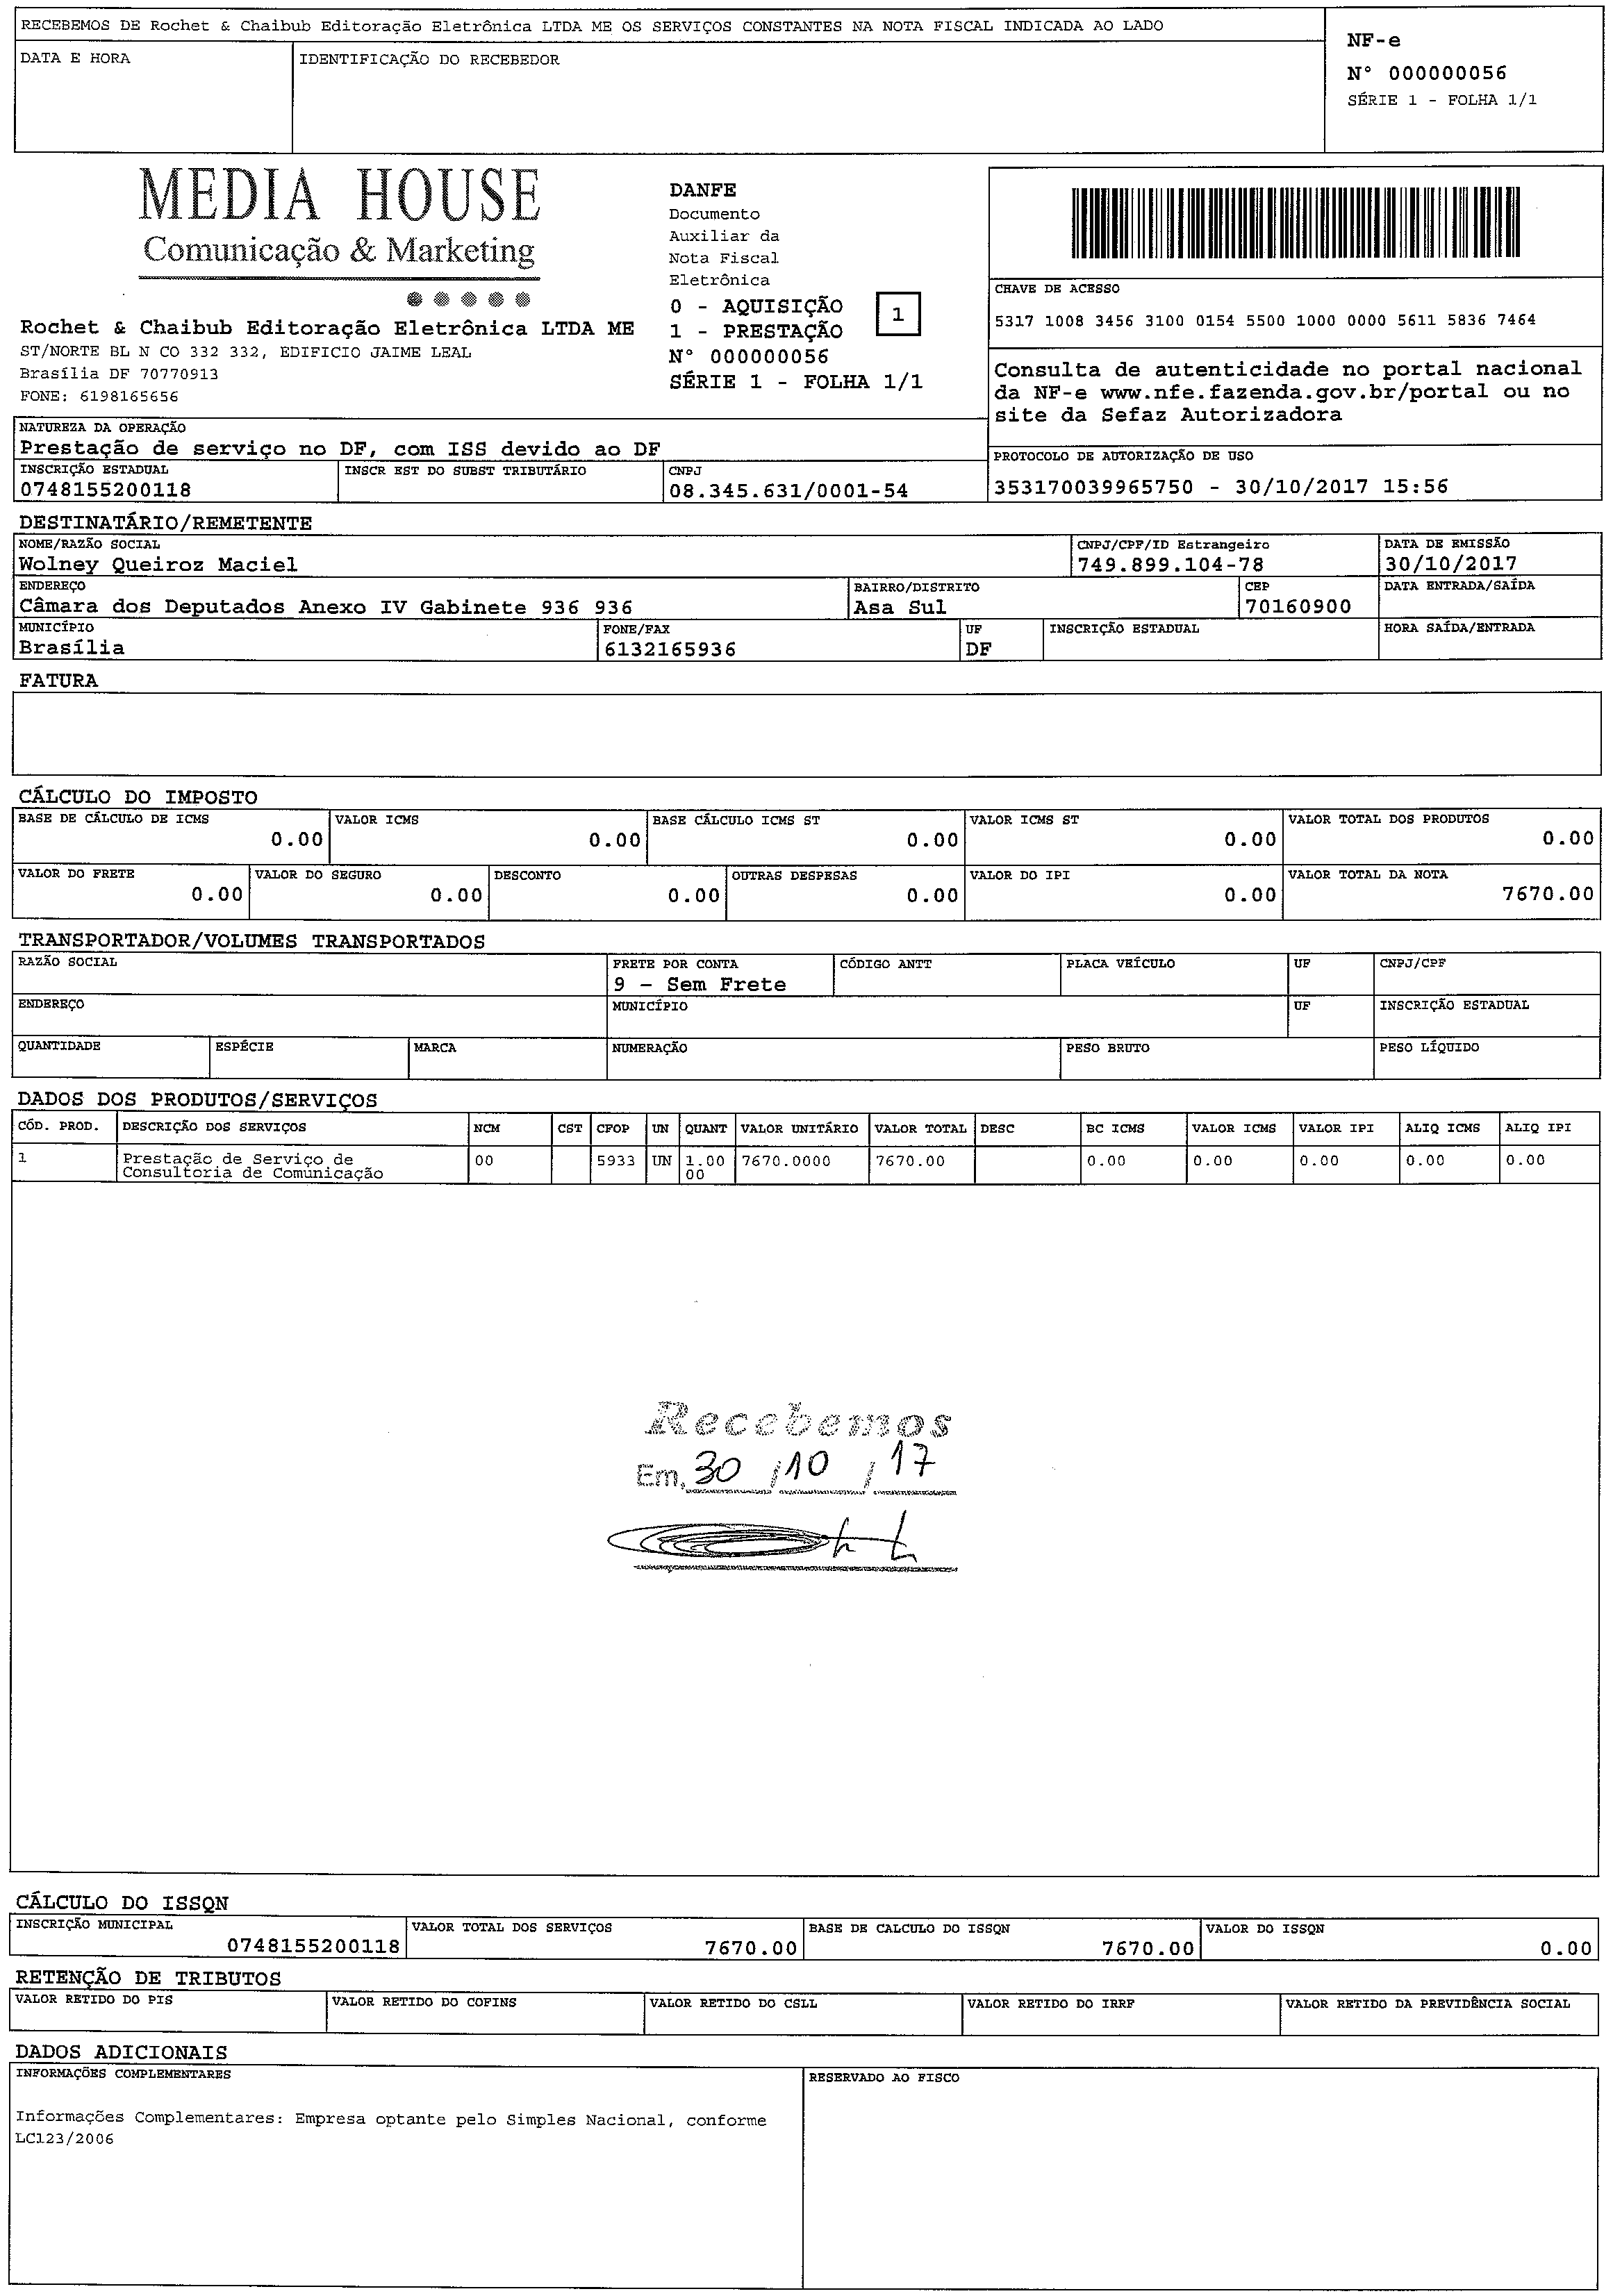 RECEBEMOS DE Rochet & Chaibub Editoração Eletrônica LTDA ME OS SERVIÇOS CONSTANTES NA NOTA FISCAL INDICADA AO LADO
DATA E HORA
IDENTIFICAÇÃO DO RECEBEDOR
NF-e
N° 000000056
SÉRIE 1 - FOLHA 1/1
MEDIA HOUSE
Comunicação & Marketing
Rochet & Chaibub Editoração Eletrônica LTDA ME
ST/NORTE BL N CO 332 332, EDIFICIO JAIME LEAL
Brasília DF 70770913
FONE: 6198165656
DANFE
Documento
Auxiliar da
Nota Fiscal
Eletrônica
0 - AQUISIÇÃO
1 - PRESTAÇÃO
1
N° 000000056
SÉRIE 1 - FOLHA 1/1
CHAVE DE ACESSO
5317 1008 3456 3100 0154 5500 1000 0000 5611 5836 7464
Consulta de autenticidade no portal nacional
da NF-e www.nfe.fazenda.gov.br/portal ou no
site da Sefaz Autorizadora
NATUREZA DA OPERAÇÃO
Prestação de serviço no DF, com ISS devido ao DF
PROTOCOLO DE AUTORIZAÇÃO DE USO
353170039965750 - 30/10/2017 15:56
INSCRIÇÃO ESTADUAL
0748155200118
INSCR EST DO SUBST TRIBUTÁRIO
CNPJ
08.345.631/0001-54
DESTINATÁRIO/REMETENTE
NOME/RAZÃO SOCIAL
Wolney Queiroz Maciel
CNPJ/CPF/ID Estrangeiro
749.899.104-78
DATA DE EMISSÃO
30/10/2017
ENDEREÇO
Câmara dos Deputados Anexo IV Gabinete 936 936
BAIRRO/DISTRITO
Asa Sul
CEP
70160900
DATA ENTRADA/SAÍDA
MUNICÍPIO
Brasília
FONE/FAX
6132165936
UF
DF
INSCRIÇÃO ESTADUAL
HORA SAÍDA/ENTRADA
FATURA
CÁLCULO DO IMPOSTO
BASE DE CÁLCULO DE ICMS
0.00
VALOR ICMS
0.00
BASE CÁLCULO ICMS ST
0.00
VALOR ICMS ST
0.00
VALOR TOTAL DOS PRODUTOS
0.00
VALOR DO FRETE
0.00
VALOR DO SEGURO
0.00
DESCONTO
0.00
OUTRAS DESPESAS
0.00
VALOR DO IPI
0.00
VALOR TOTAL DA NOTA
7670.00
TRANSPORTADOR/VOLUMES TRANSPORTADOS
RAZÃO SOCIAL
FRETE POR CONTA
9 - Sem Frete
CÓDIGO ANTT
PLACA VEÍCULO
UF
CNPJ/CPF
ENDEREÇO
MUNICÍPIO
UF
INSCRIÇÃO ESTADUAL
QUANTIDADE
ESPÉCIE
MARCA
NUMERAÇÃO
PESO BRUTO
PESO LÍQUIDO
DADOS DOS PRODUTOS/SERVIÇOS
CÓD. PROD. DESCRIÇÃO DOS SERVIÇOS NCM CST CFOP UN QUANT VALOR UNITÁRIO VALOR TOTAL DESC BC ICMS VALOR ICMS VALOR IPI ALIQ ICMS ALIQ IPI
1 Prestação de Serviço de 00 5933 UN 1.00 7670.0000 7670.00 0.00 0.00 0.00 0.00 0.00
Consultoria de Comunicação 00
Recebemos
Em, 30 / 10 / 17
CÁLCULO DO ISSQN
INSCRIÇÃO MUNICIPAL
0748155200118
VALOR TOTAL DOS SERVIÇOS
7670.00
BASE DE CALCULO DO ISSQN
7670.00
VALOR DO ISSQN
0.00
RETENÇÃO DE TRIBUTOS
VALOR RETIDO DO PIS
VALOR RETIDO DO COFINS
VALOR RETIDO DO CSLL
VALOR RETIDO DO IRRF
VALOR RETIDO DA PREVIDÊNCIA SOCIAL
DADOS ADICIONAIS
INFORMAÇÕES COMPLEMENTARES
RESERVADO AO FISCO
Informações Complementares: Empresa optante pelo Simples Nacional, conforme
LC123/2006